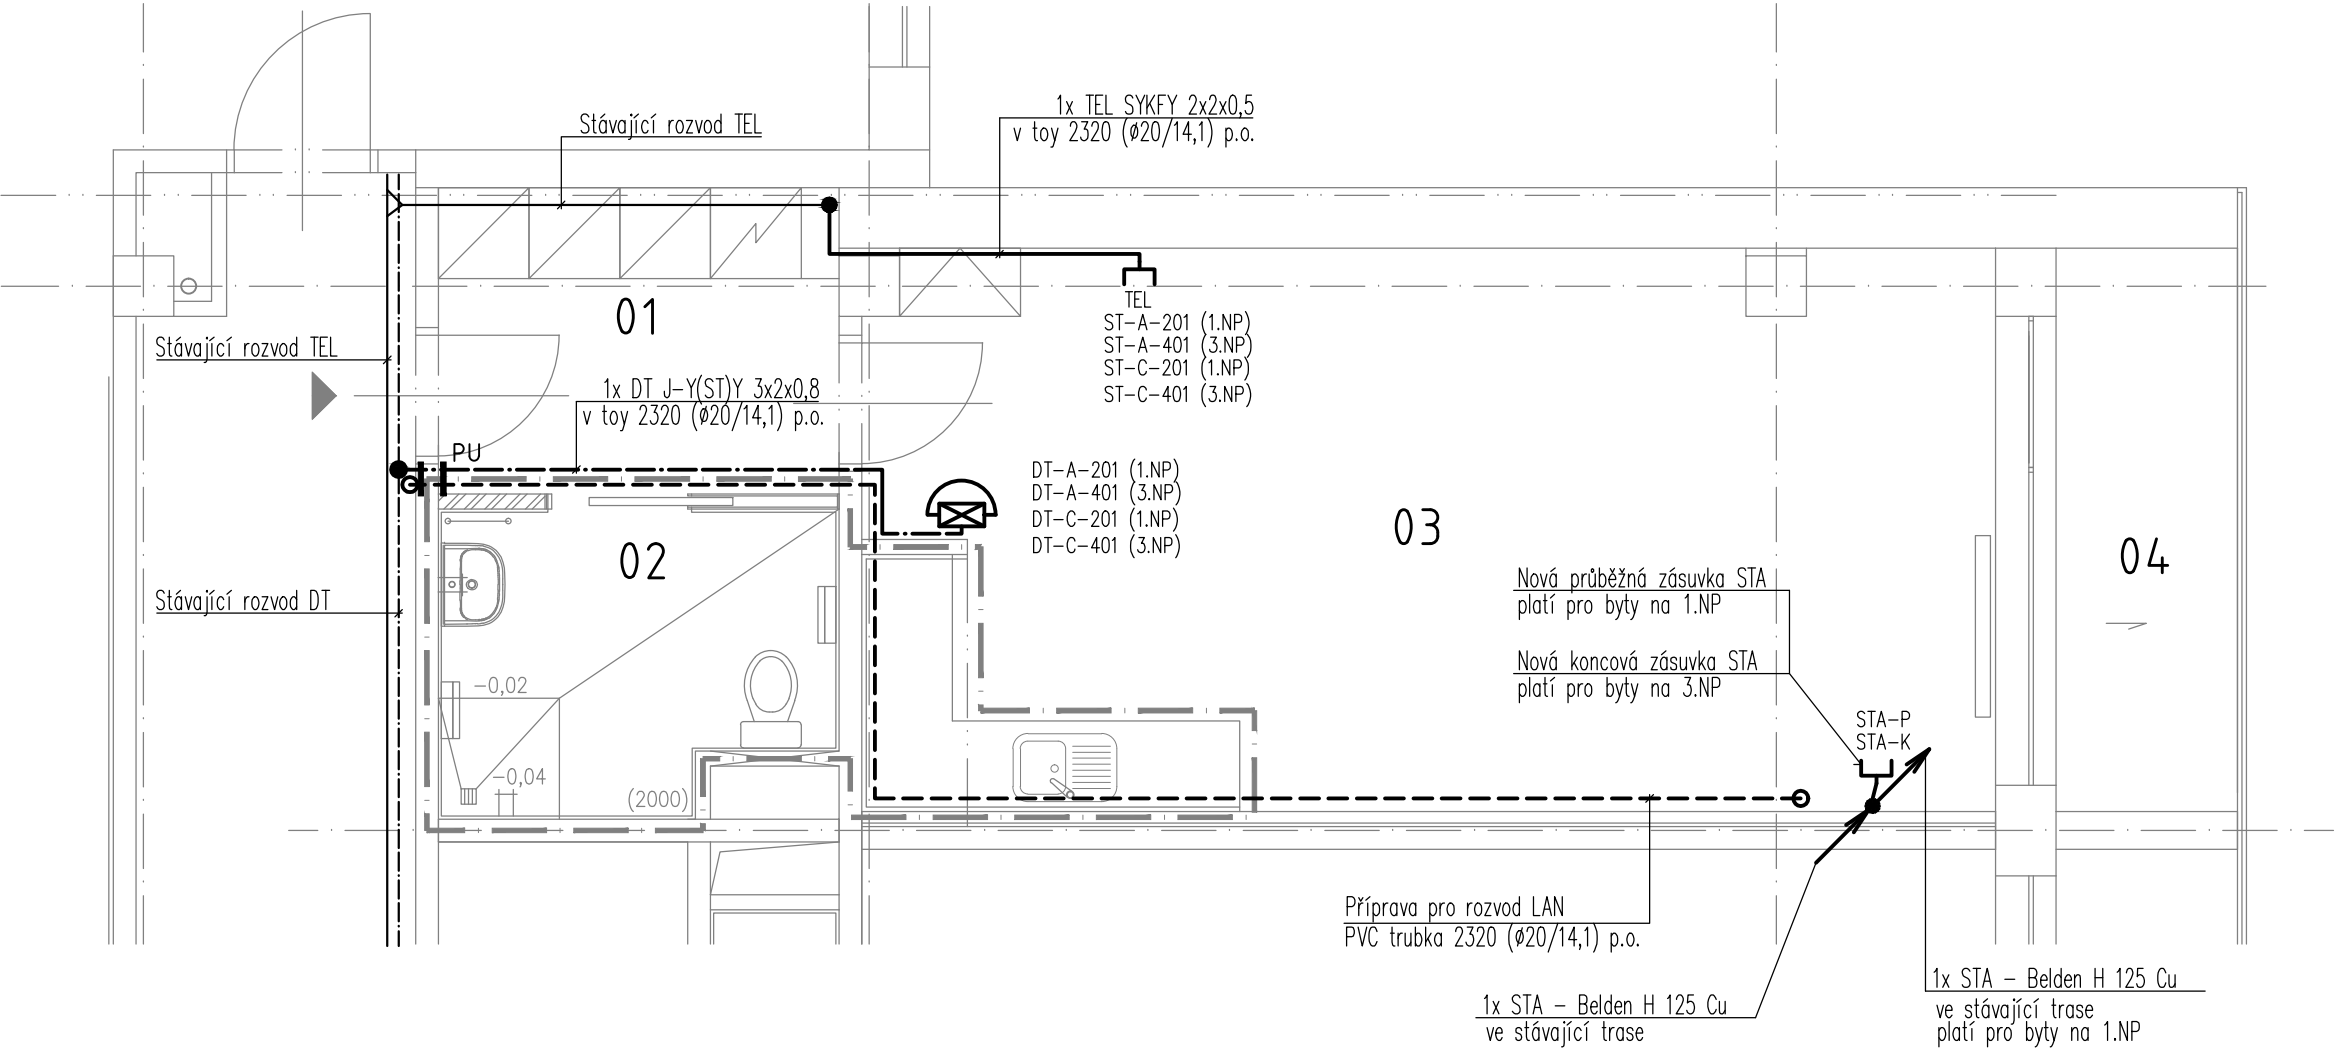 1x TEL SYKFY 2x2x0,5
v toy 2320 (ø20/14,1) p.o.
Stávající rozvod TEL
01
TEL
ST-A-201 (1.NP)
ST-A-401 (3.NP)
ST-C-201 (1.NP)
ST-C-401 (3.NP)
Stávající rozvod TEL
1x DT J-Y(ST)Y 3x2x0,8
v toy 2320 (ø20/14,1) p.o.
PU
DT-A-201 (1.NP)
DT-A-401 (3.NP)
DT-C-201 (1.NP)
DT-C-401 (3.NP)
02
03
04
Stávající rozvod DT
Nová průběžná zásuvka STA
platí pro byty na 1.NP
Nová koncová zásuvka STA
platí pro byty na 3.NP
-0,02
STA-P
STA-K
-0,04
(2000)
Příprava pro rozvod LAN
PVC trubka 2320 (ø20/14,1) p.o.
1x STA - Belden H 125 Cu
ve stávající trase
1x STA - Belden H 125 Cu
ve stávající trase
platí pro byty na 1.NP